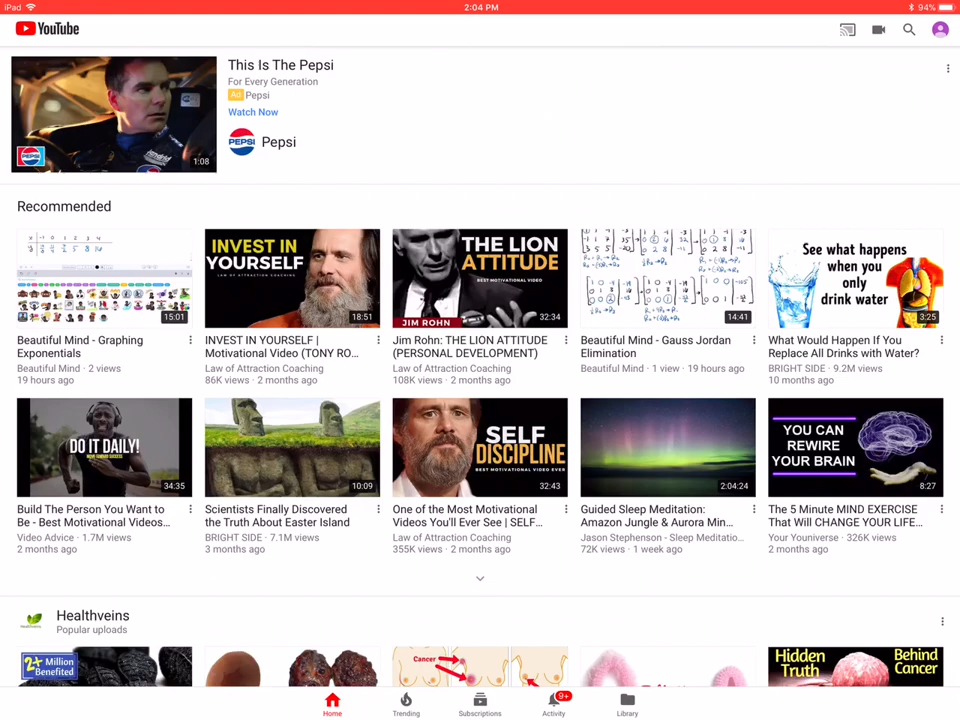 iPad
2:04 PM
94%
YouTube
This Is The Pepsi
For Every Generation
Ad Pepsi
Watch Now
PEPSI Pepsi
PEPSI
1:08
Recommended
15:01
Beautiful Mind - Graphing
Exponentials
Beautiful Mind · 2 views
19 hours ago
INVEST IN
YOURSELF
LAW OF ATTRACTION COACHING
18:51
INVEST IN YOURSELF |
Motivational Video (TONY RO...
Law of Attraction Coaching
86K views · 2 months ago
THE LION
ATTITUDE
BEST MOTIVATIONAL VIDEO
JIM ROHN
32:34
Jim Rohn: THE LION ATTITUDE
(PERSONAL DEVELOPMENT)
Law of Attraction Coaching
108K views · 2 months ago
14:41
Beautiful Mind - Gauss Jordan
Elimination
Beautiful Mind · 1 view · 19 hours ago
See what happens
when you
only
drink water
3:25
What Would Happen If You
Replace All Drinks with Water?
BRIGHT SIDE · 9.2M views
10 months ago
DO IT DAILY!
34:35
Build The Person You Want to
Be - Best Motivational Videos...
Video Advice · 1.7M views
2 months ago
10:09
Scientists Finally Discovered
the Truth About Easter Island
BRIGHT SIDE · 7.1M views
3 months ago
SELF
DISCIPLINE
BEST MOTIVATIONAL VIDEO EVER
32:43
One of the Most Motivational
Videos You'll Ever See | SELF...
Law of Attraction Coaching
355K views · 2 months ago
2:04:24
Guided Sleep Meditation:
Amazon Jungle & Aurora Min...
Jason Stephenson - Sleep Meditatio...
72K views · 1 week ago
YOU CAN
REWIRE
YOUR BRAIN
8:27
The 5 Minute MIND EXERCISE
That Will CHANGE YOUR LIFE...
Your Youniverse · 326K views
2 months ago
Healthveins
Popular uploads
2+ Million
Benefited
Cancer
Hidden Behind
Truth Cancer
9+
Home
Trending
Subscriptions
Activity
Library